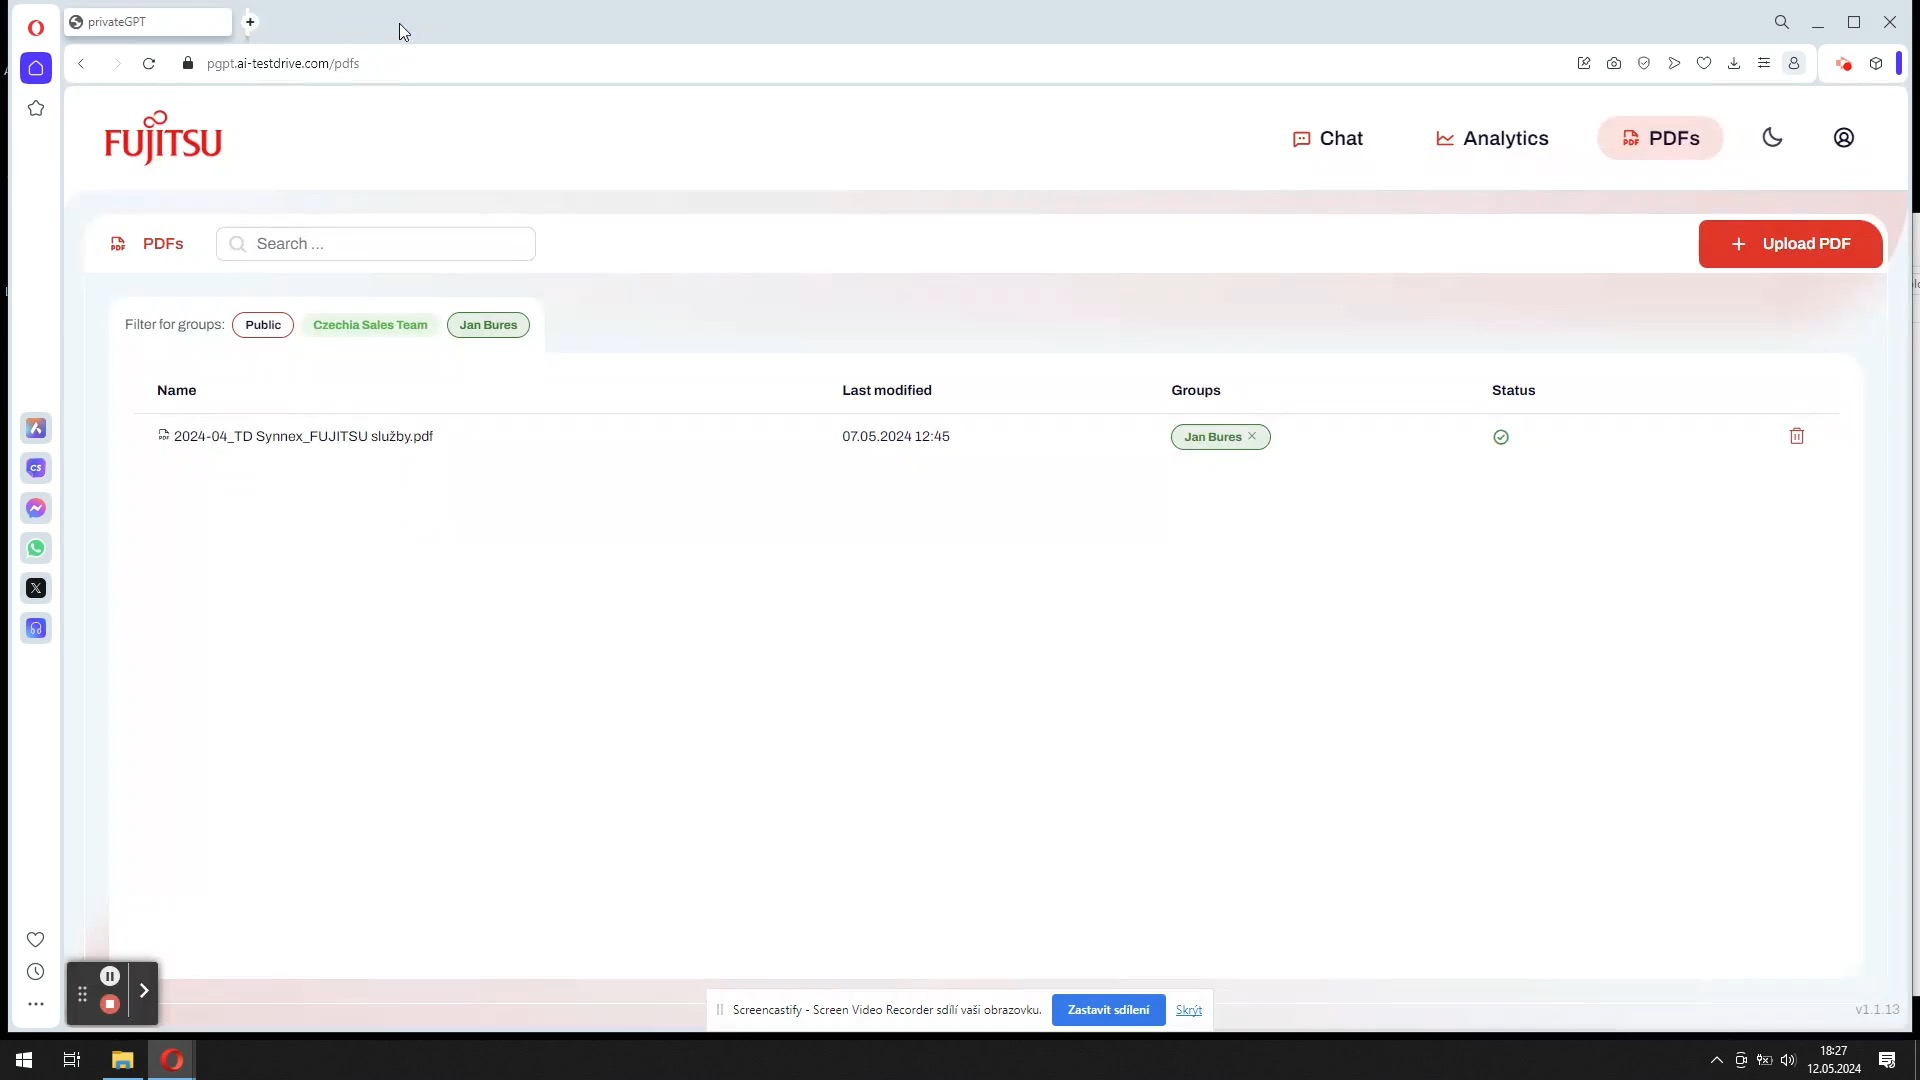 privateGPT
pgpt.ai-testdrive.com/pdfs
FUJITSU
Chat
Analytics
PDF PDFs
PDF PDFs
Search ...
+ Upload PDF
Filter for groups: Public Czechia Sales Team Jan Bures
Name Last modified Groups Status
2024-04_TD Synnex_FUJITSU služby.pdf 07.05.2024 12:45 Jan Bures ×
CS
Screencastify - Screen Video Recorder sdílí vaši obrazovku. Zastavit sdílení Skrýt
v1.1.13
18:27
12.05.2024